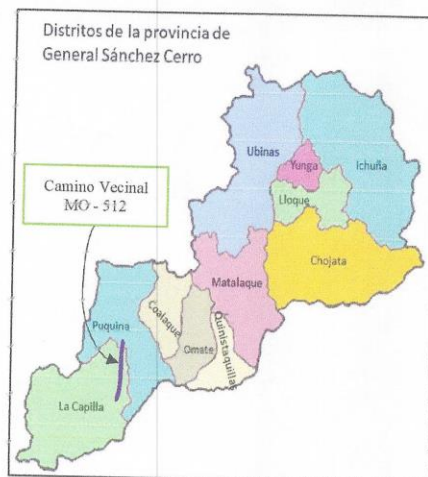 Distritos de la provincia de
General Sánchez Cerro
Ubinas
Yunga
Ichuña
Lloque
Camino Vecinal
MO - 512
Chojata
Matalaque
Coalaque
Puquina
Omate
Quinistaquillas
La Capilla